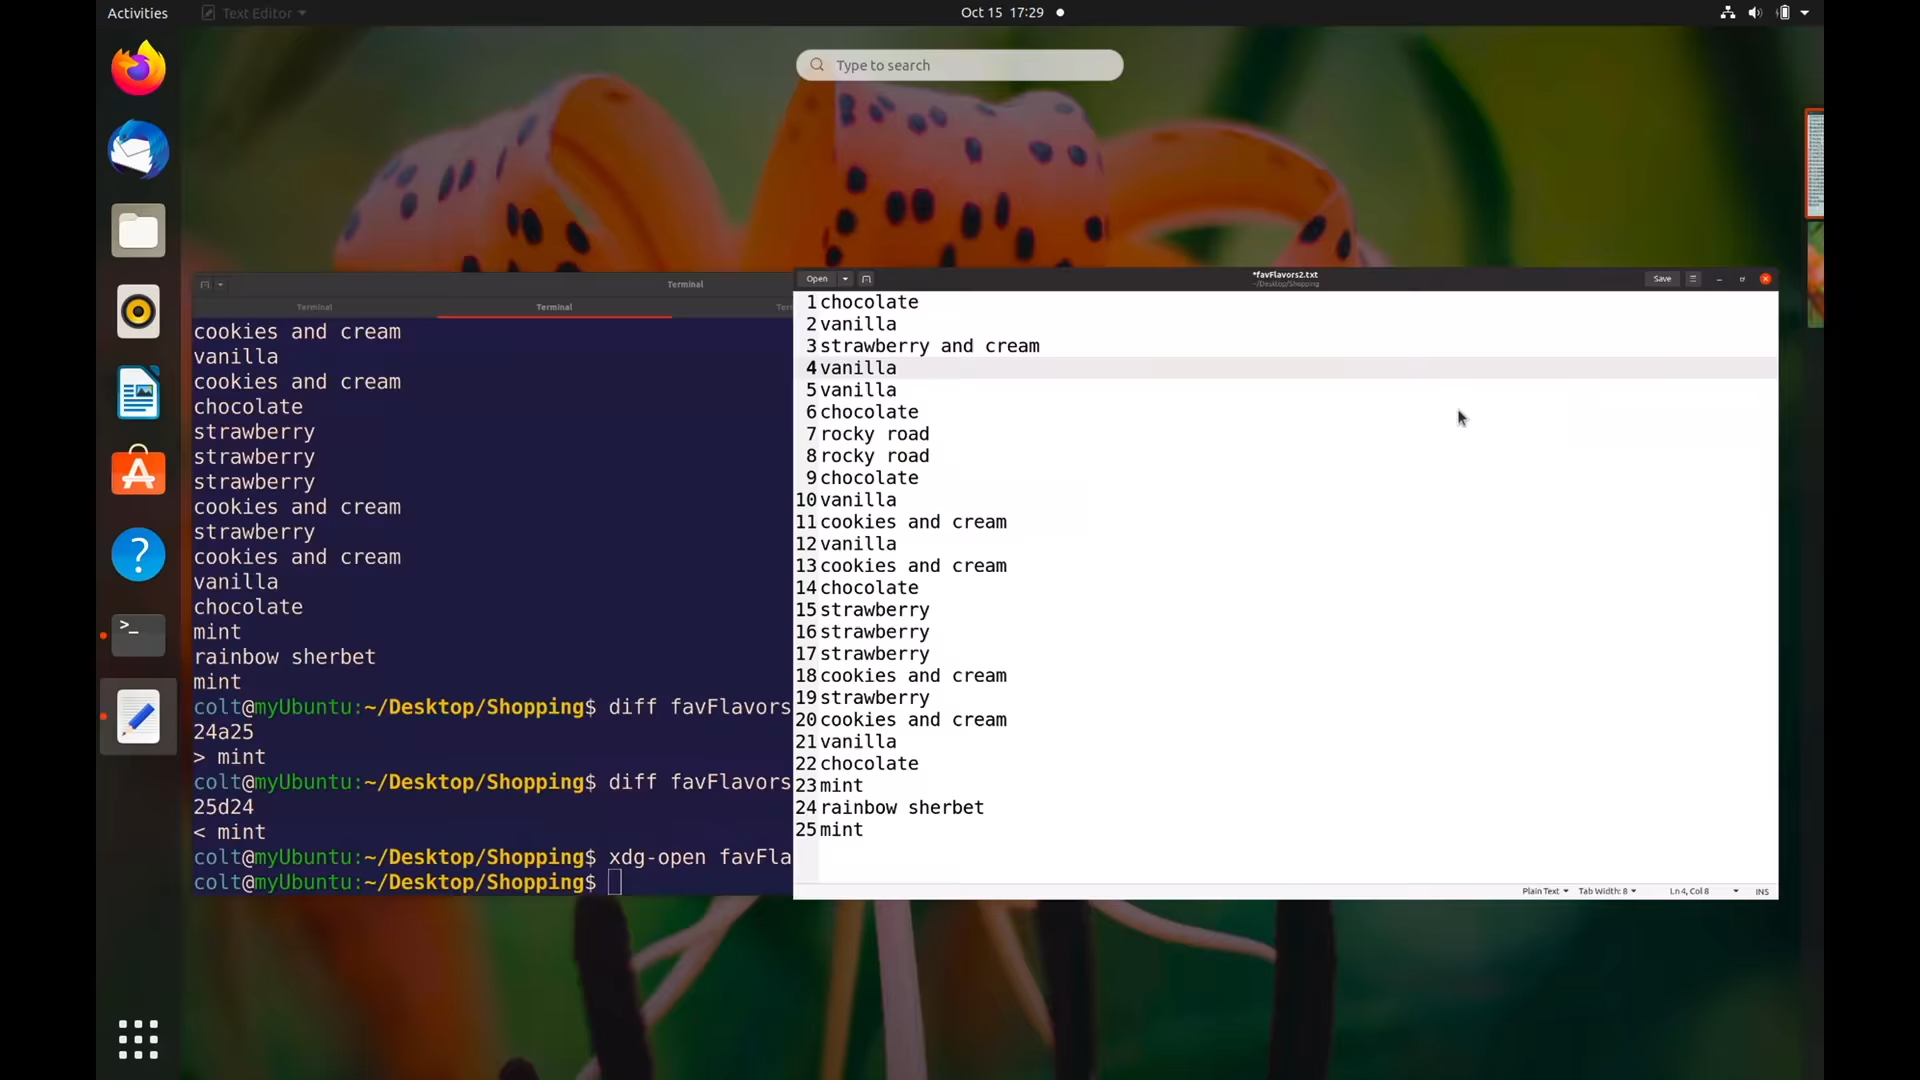 Activities
Text Editor
Oct 15 17:29
Type to search
Terminal
Terminal
Terminal
cookies and cream
vanilla
cookies and cream
chocolate
strawberry
strawberry
strawberry
cookies and cream
strawberry
cookies and cream
vanilla
chocolate
mint
rainbow sherbet
mint
colt@myUbuntu:~/Desktop/Shopping$ diff favFlavors
24a25
> mint
colt@myUbuntu:~/Desktop/Shopping$ diff favFlavors
25d24
< mint
colt@myUbuntu:~/Desktop/Shopping$ xdg-open favFla
colt@myUbuntu:~/Desktop/Shopping$
Open
*favFlavors2.txt
~/Desktop/Shopping
Save
1 chocolate
2 vanilla
3 strawberry and cream
4 vanilla
5 vanilla
6 chocolate
7 rocky road
8 rocky road
9 chocolate
10 vanilla
11 cookies and cream
12 vanilla
13 cookies and cream
14 chocolate
15 strawberry
16 strawberry
17 strawberry
18 cookies and cream
19 strawberry
20 cookies and cream
21 vanilla
22 chocolate
23 mint
24 rainbow sherbet
25 mint
Plain Text Tab Width: 8 Ln 4, Col 8 INS